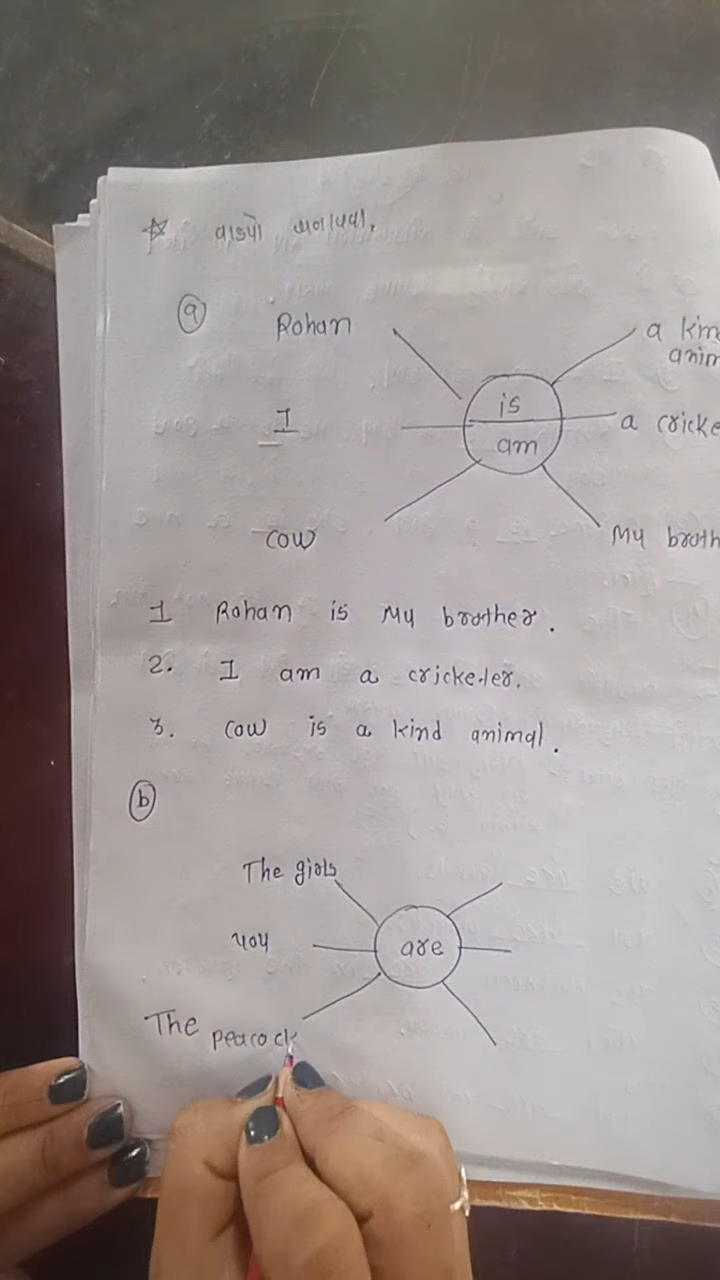 વાક્યો બનાવવા.
a
Rohan
I
cow
is
am
a kin
anim
a cricke
My broth
1 Rohan is My brother.
2. I am a cricketer.
3. cow is a kind animal.
b
The girls
you
The peacock
are